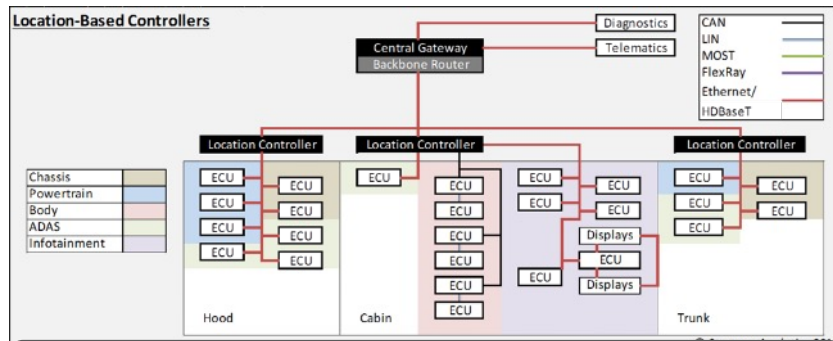 Location-Based Controllers
Diagnostics
Telematics
Central Gateway
Backbone Router
CAN
LIN
MOST
FlexRay
Ethernet/
HDBaseT
Location Controller
Location Controller
Location Controller
Chassis
Powertrain
Body
ADAS
Infotainment
ECU
ECU
ECU
ECU
ECU
ECU
ECU
ECU
Hood
ECU
ECU
ECU
ECU
ECU
ECU
ECU
Cabin
ECU
ECU
ECU
ECU
Displays
ECU
ECU
Displays
ECU
ECU
ECU
ECU
ECU
Trunk